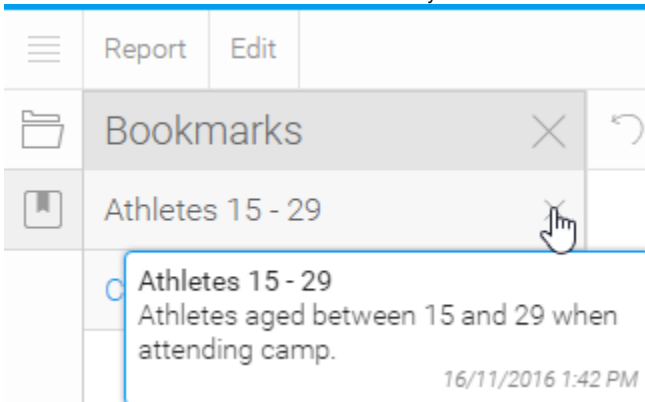 Report Edit
Bookmarks
Athletes 15 - 29
C
Athletes 15 - 29
Athletes aged between 15 and 29 when
attending camp.
16/11/2016 1:42 PM